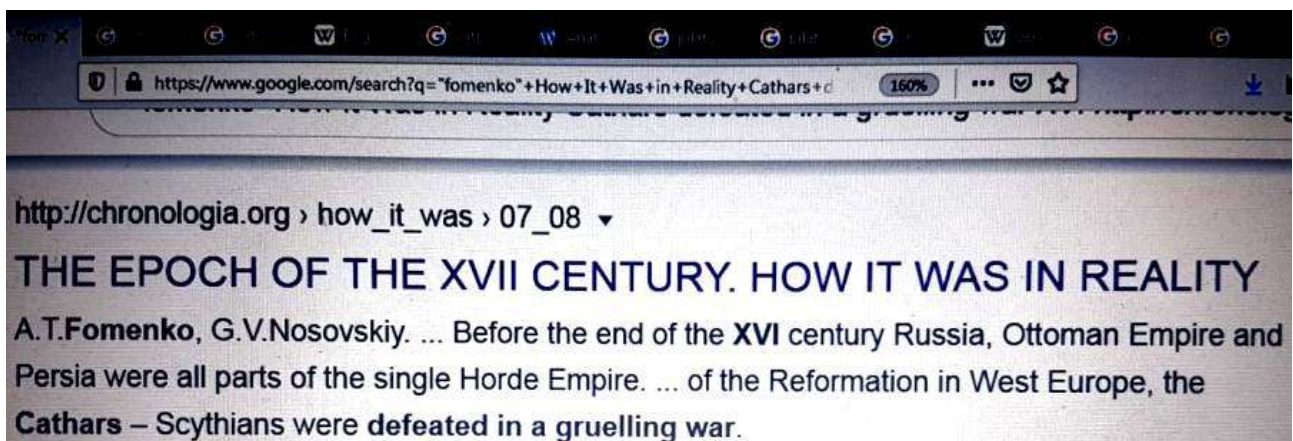 https://www.google.com/search?q="fomenko"+How+It+Was+in+Reality+Cathars+d
160%
http://chronologia.org › how_it_was › 07_08
THE EPOCH OF THE XVII CENTURY. HOW IT WAS IN REALITY
A.T.Fomenko, G.V.Nosovskiy. ... Before the end of the XVI century Russia, Ottoman Empire and
Persia were all parts of the single Horde Empire. ... of the Reformation in West Europe, the
Cathars – Scythians were defeated in a gruelling war.